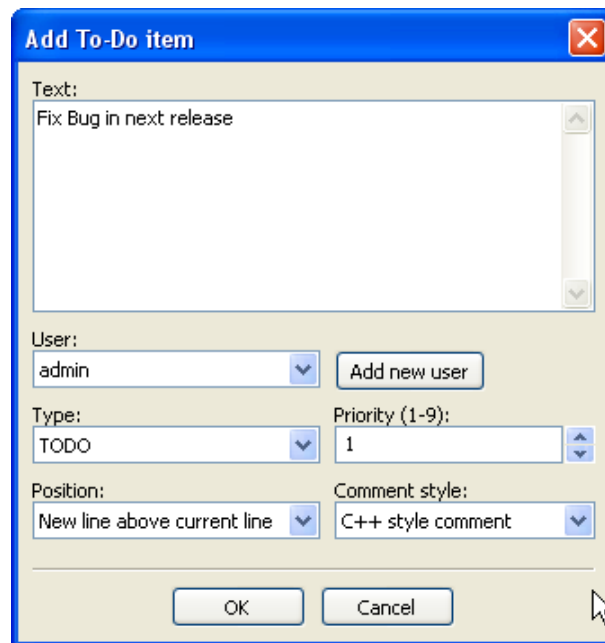 Add To-Do item
Text:
Fix Bug in next release
User:
admin
Add new user
Type:
Priority (1-9):
TODO
1
Position:
Comment style:
New line above current line
C++ style comment
OK
Cancel